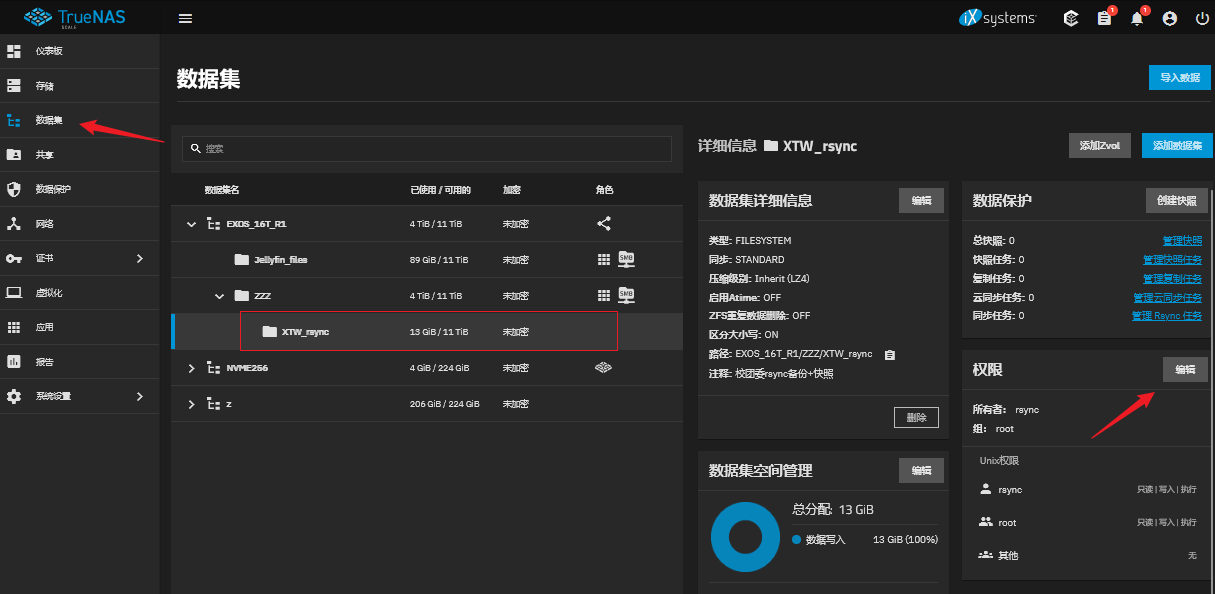 TrueNAS
SCALE
iXsystems
1
1
仪表板
存储
数据集
共享
数据保护
网络
证书
虚拟化
应用
报告
系统设置
数据集
导入数据
搜索
数据集名 已使用 / 可用的 加密 角色
EXOS_16T_R1 4 TiB / 11 TiB 未加密
Jellyfin_files 89 GiB / 11 TiB 未加密 SMB
ZZZ 4 TiB / 11 TiB 未加密 SMB
XTW_rsync 13 GiB / 11 TiB 未加密
NVME256 4 GiB / 224 GiB 未加密
z 206 GiB / 224 GiB 未加密
详细信息 XTW_rsync
添加Zvol
添加数据集
数据集详细信息
编辑
类型: FILESYSTEM
同步: STANDARD
压缩级别: Inherit (LZ4)
启用Atime: OFF
ZFS重复数据删除: OFF
区分大小写: ON
路径: EXOS_16T_R1/ZZZ/XTW_rsync
注释: 校团委rsync备份+快照
删除
数据集空间管理
编辑
总分配: 13 GiB
数据写入 13 GiB (100%)
数据保护
创建快照
总快照: 0 管理快照
快照任务: 0 管理快照任务
复制任务: 0 管理复制任务
云同步任务: 0 管理云同步任务
同步任务: 0 管理 Rsync 任务
权限
编辑
所有者: rsync
组: root
Unix权限
rsync 只读 | 写入 | 执行
root 只读 | 写入 | 执行
其他 无